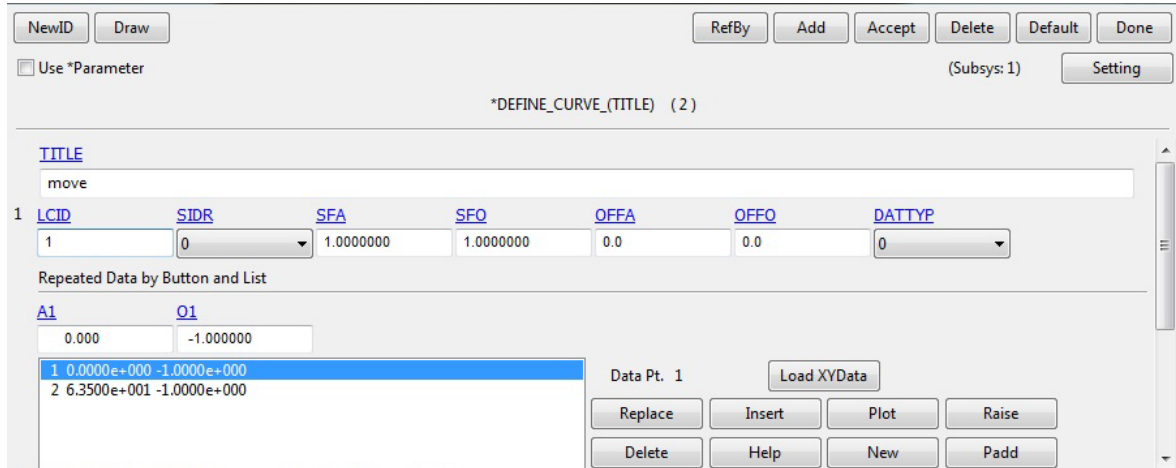 NewID Draw RefBy Add Accept Delete Default Done
Use *Parameter (Subsys: 1) Setting
*DEFINE_CURVE_(TITLE) (2)
TITLE
move
1 LCID SIDR SFA SFO OFFA OFFO DATTYP
1 0 1.0000000 1.0000000 0.0 0.0 0
Repeated Data by Button and List
A1 O1
0.000 -1.000000
1 0.0000e+000 -1.0000e+000
2 6.3500e+001 -1.0000e+000
Data Pt. 1 Load XYData
Replace Insert Plot Raise
Delete Help New Padd